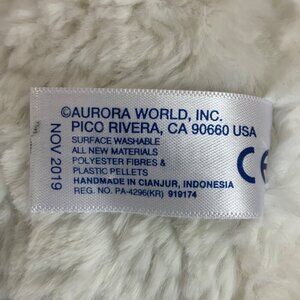 ©AURORA WORLD, INC.
PICO RIVERA, CA 90660 USA
SURFACE WASHABLE
ALL NEW MATERIALS
POLYESTER FIBRES &
PLASTIC PELLETS
HANDMADE IN CIANJUR, INDONESIA
REG. NO. PA-4296(KR) 919174
NOV 2019
CE